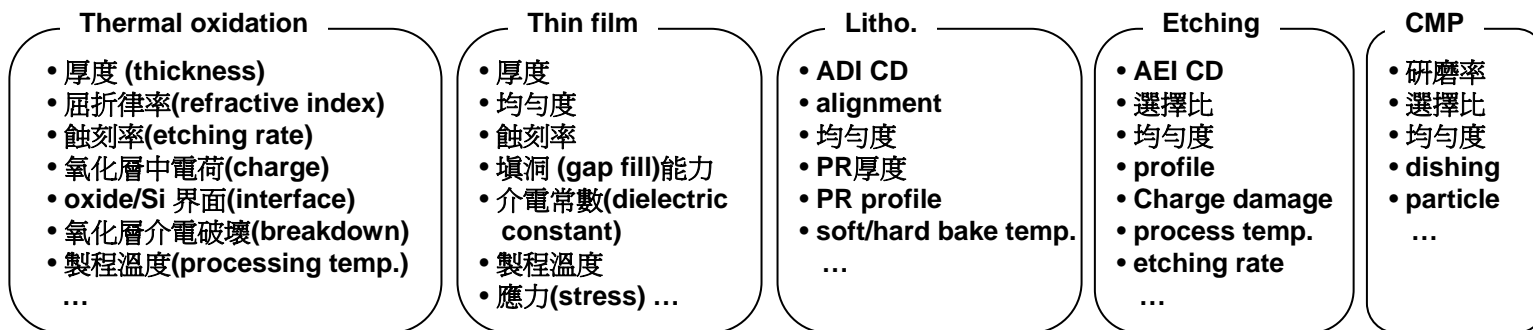 Thermal oxidation
• 厚度 (thickness)
• 屈折律率(refractive index)
• 蝕刻率(etching rate)
• 氧化層中電荷(charge)
• oxide/Si 界面(interface)
• 氧化層介電破壞(breakdown)
• 製程溫度(processing temp.)
…
Thin film
• 厚度
• 均勻度
• 蝕刻率
• 填洞 (gap fill)能力
• 介電常數(dielectric
constant)
• 製程溫度
• 應力(stress) …
Litho.
• ADI CD
• alignment
• 均勻度
• PR厚度
• PR profile
• soft/hard bake temp.
…
Etching
• AEI CD
• 選擇比
• 均勻度
• profile
• Charge damage
• process temp.
• etching rate
…
CMP
• 研磨率
• 選擇比
• 均勻度
• dishing
• particle
…